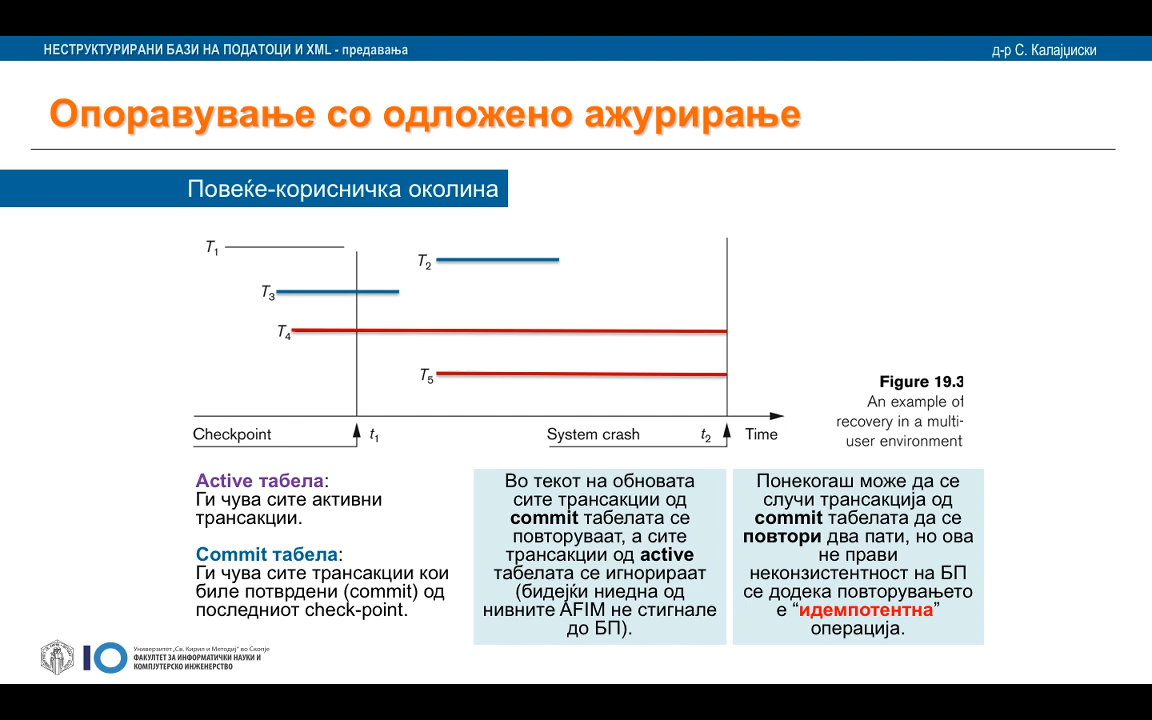 НЕСТРУКТУРИРАНИ БАЗИ НА ПОДАТОЦИ И XML - предавања
д-р С. Калајџиски
Опоравување со одложено ажурирање
Повеќе-корисничка околина
T1
T2
T3
T4
T5
Checkpoint
t1
System crash
t2
Time
Figure 19.3
An example of
recovery in a multi-
user environment
Active табела:
Ги чува сите активни
трансакции.
Commit табела:
Ги чува сите трансакции кои
биле потврдени (commit) од
последниот check-point.
Во текот на обновата
сите трансакции од
commit табелата се
повторуваат, а сите
трансакции од active
табелата се игнорираат
(бидејќи ниедна од
нивните AFIM не стигнале
до БП).
Понекогаш може да се
случи трансакција од
commit табелата да се
повтори два пати, но ова
не прави
неконзистентност на БП
се додека повторувањето
е “идемпотентна”
операција.
Универзитет „Св. Кирил и Методиј“ во Скопје
ФАКУЛТЕТ ЗА ИНФОРМАТИЧКИ НАУКИ И
КОМПЈУТЕРСКО ИНЖЕНЕРСТВО